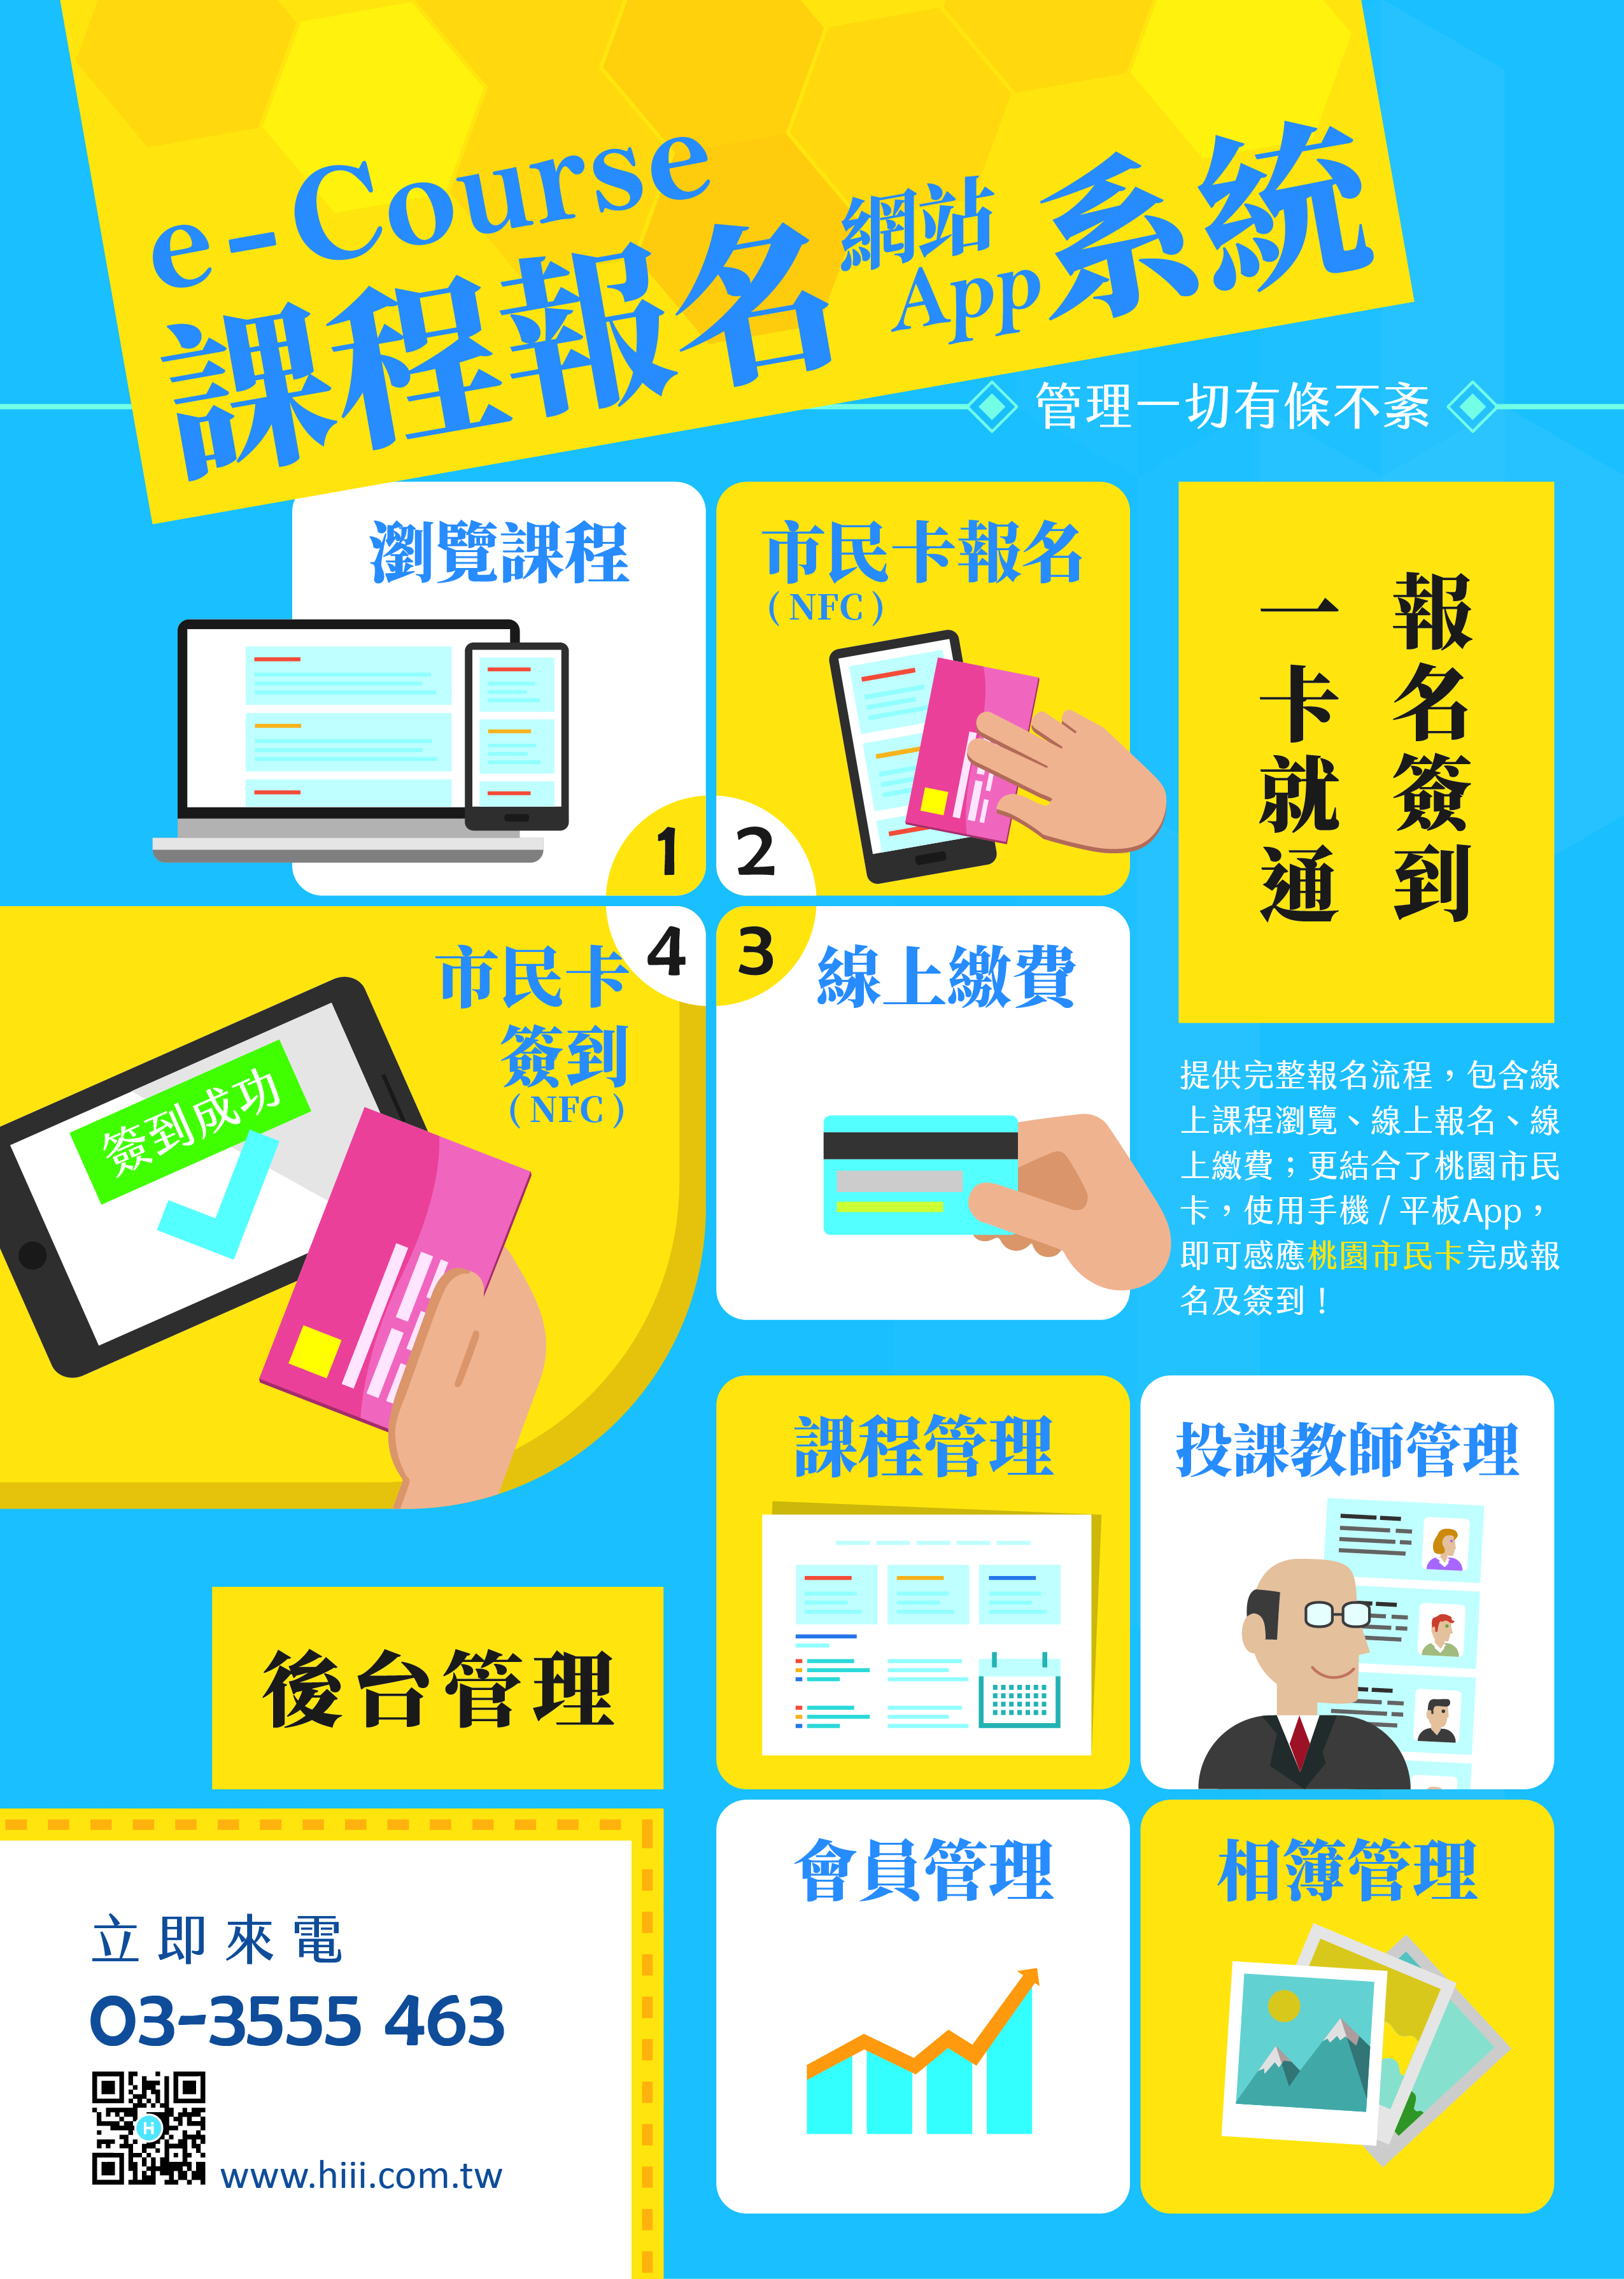 e-Course
課程報名 網站 App 系統
管理一切有條不紊
瀏覽課程
1
市民卡報名
( NFC )
2
線上繳費
3
市民卡
簽到
( NFC )
4
簽到成功
報名簽到
一卡就通
提供完整報名流程，包含線
上課程瀏覽、線上報名、線
上繳費；更結合了桃園市民
卡，使用手機 / 平板App，
即可感應桃園市民卡完成報
名及簽到！
後台管理
課程管理
投課教師管理
會員管理
相簿管理
立即來電
03-3555 463
Hi
www.hiii.com.tw